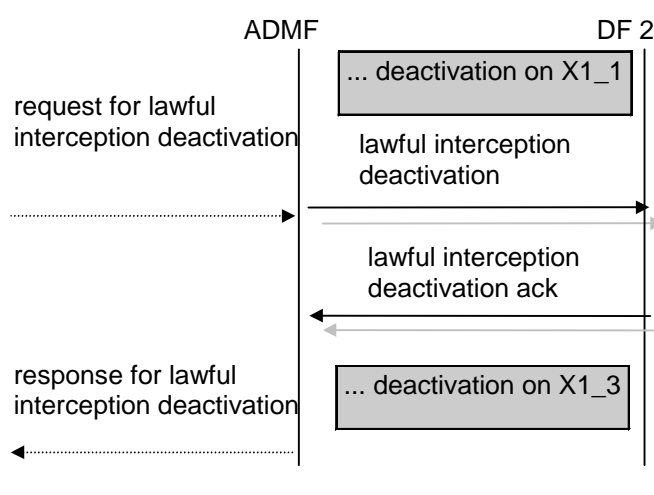 ADMF
DF 2
... deactivation on X1_1
request for lawful
interception deactivation
lawful interception
deactivation
lawful interception
deactivation ack
response for lawful
interception deactivation
... deactivation on X1_3